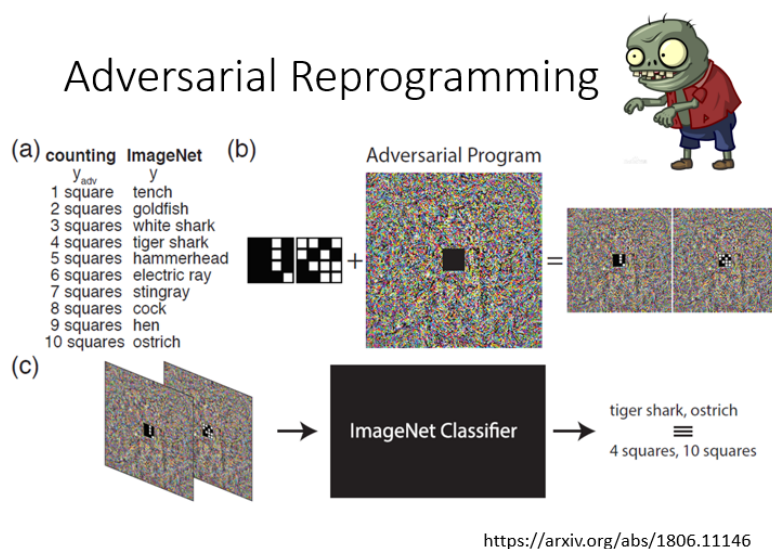 Adversarial Reprogramming
(a)
counting ImageNet
y_adv y
1 square tench
2 squares goldfish
3 squares white shark
4 squares tiger shark
5 squares hammerhead
6 squares electric ray
7 squares stingray
8 squares cock
9 squares hen
10 squares ostrich
(b)
Adversarial Program
+ =
(c)
ImageNet Classifier
tiger shark, ostrich
≡
4 squares, 10 squares
https://arxiv.org/abs/1806.11146